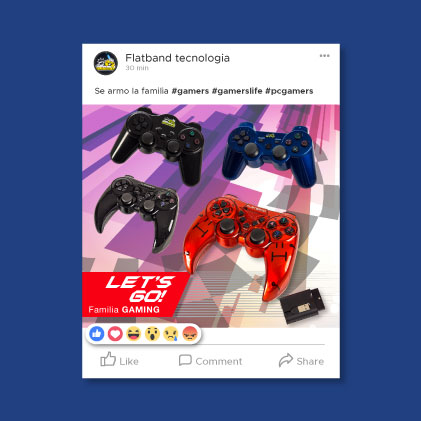 Flatband tecnologia
30 min
Se armo la familia #gamers #gamerslife #pcgamers
LET'S
GO!
Familia GAMING
Like
Comment
Share